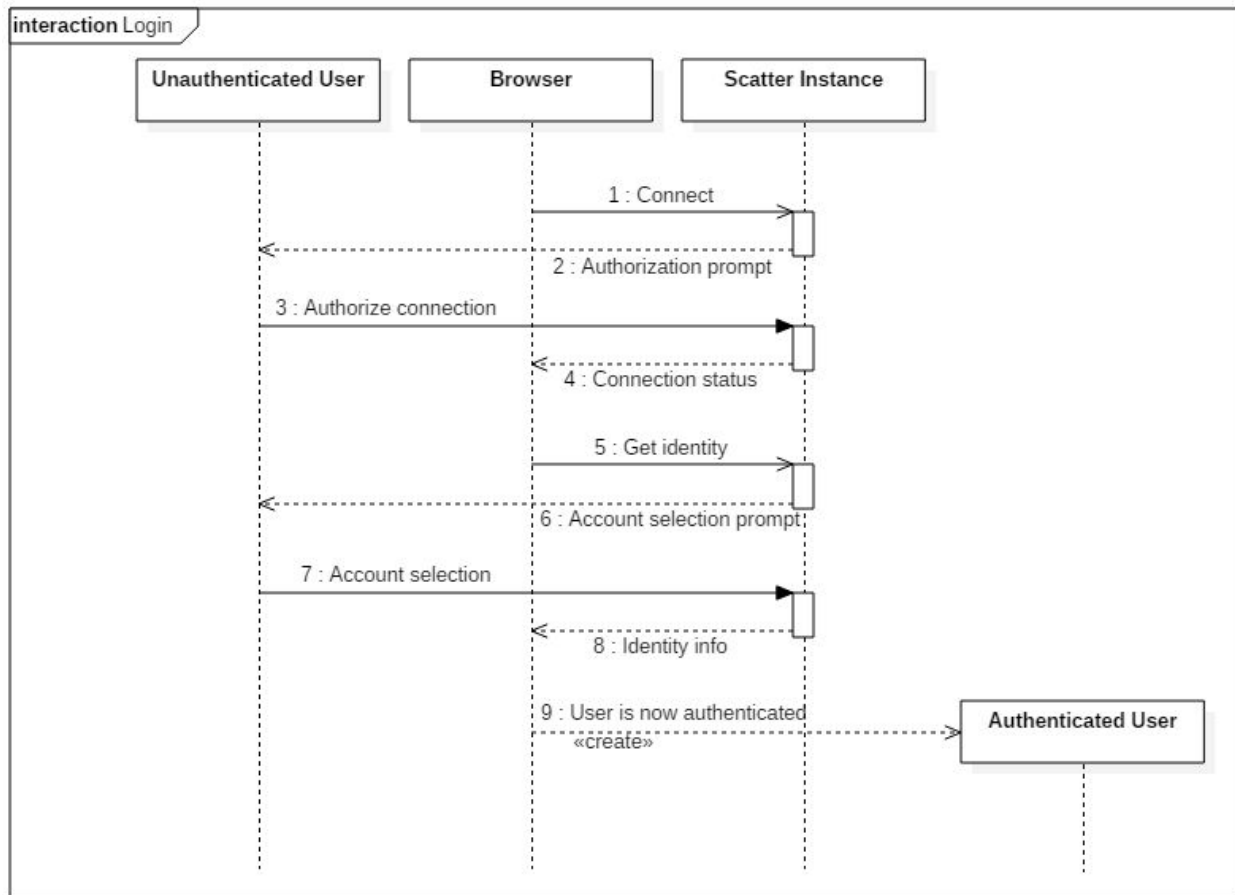 interaction Login
Unauthenticated User
Browser
Scatter Instance
1 : Connect
2 : Authorization prompt
3 : Authorize connection
4 : Connection status
5 : Get identity
6 : Account selection prompt
7 : Account selection
8 : Identity info
9 : User is now authenticated
«create»
Authenticated User